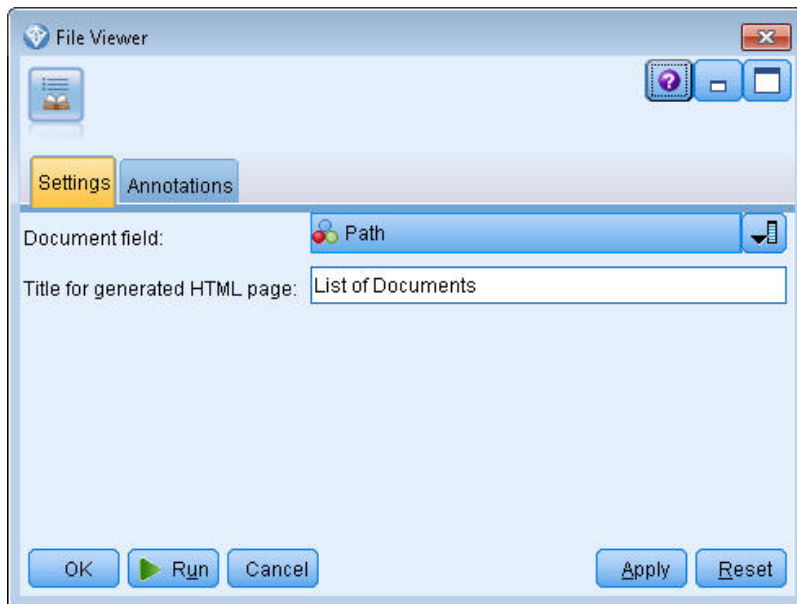 File Viewer
?
Settings Annotations
Document field: Path
Title for generated HTML page: List of Documents
OK Run Cancel Apply Reset